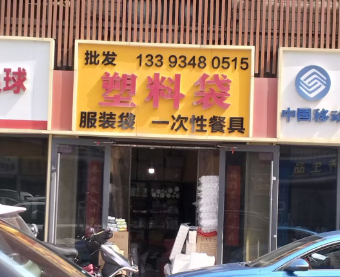 批发 133 9348 0515
塑料袋
服装袋 一次性餐具
球
中国移动